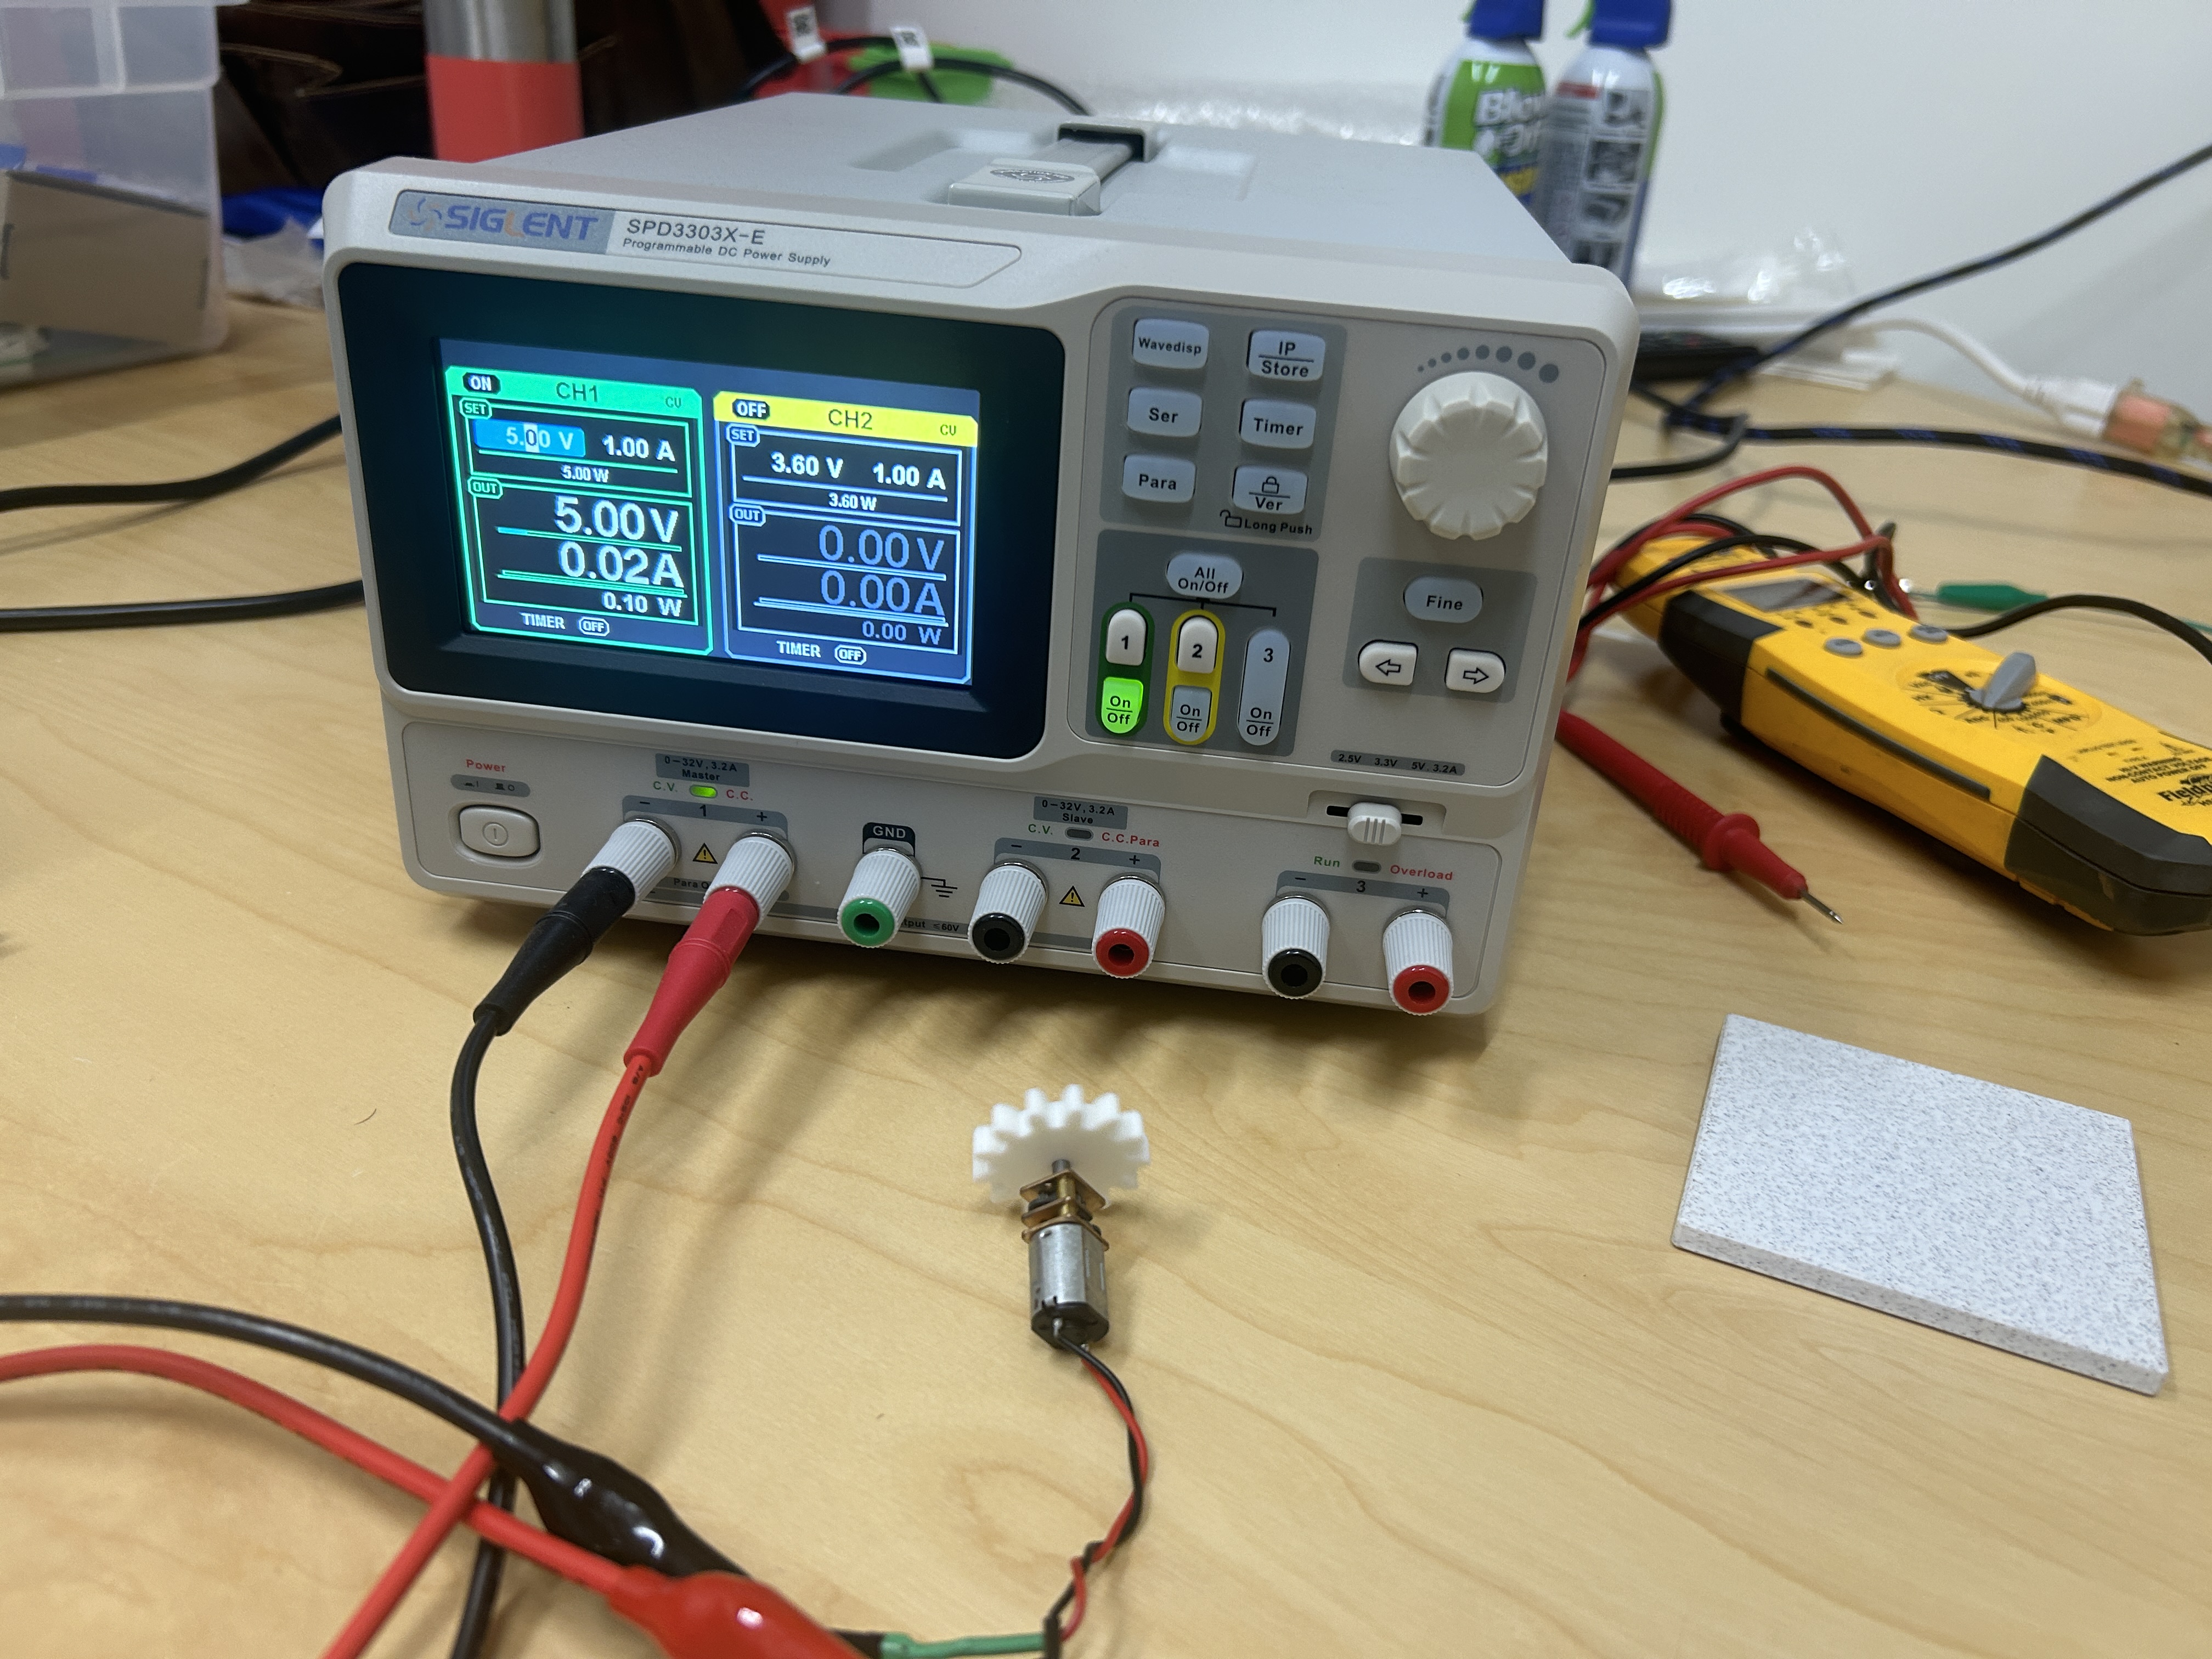 SIGLENT
SPD3303X-E
Programmable DC Power Supply
ON CH1 CV
SET
5.00 V 1.00 A
5.00 W
OUT
5.00 V
0.02 A
0.10 W
TIMER OFF
OFF CH2 CV
SET
3.60 V 1.00 A
3.60 W
OUT
0.00 V
0.00 A
0.00 W
TIMER OFF
Wavedisp
IP
Store
Ser
Timer
Para
Ver
Long Push
All
On/Off
1
2
3
On
Off
On
Off
On
Off
Fine
2.5V 3.3V 5V, 3.2A
Power
0-32V, 3.2A
Master
C.V. C.C.
- 1 +
GND
0-32V, 3.2A
Slave
C.V. C.C.Para
- 2 +
≤60V
Run Overload
- 3 +